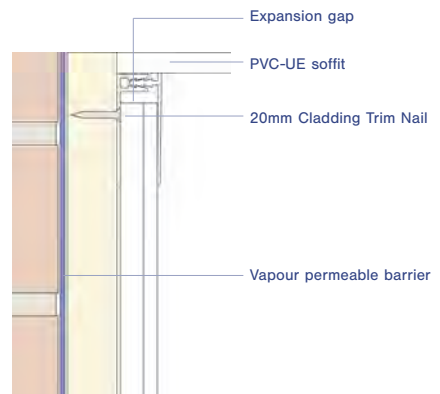 Expansion gap
PVC-UE soffit
20mm Cladding Trim Nail
Vapour permeable barrier